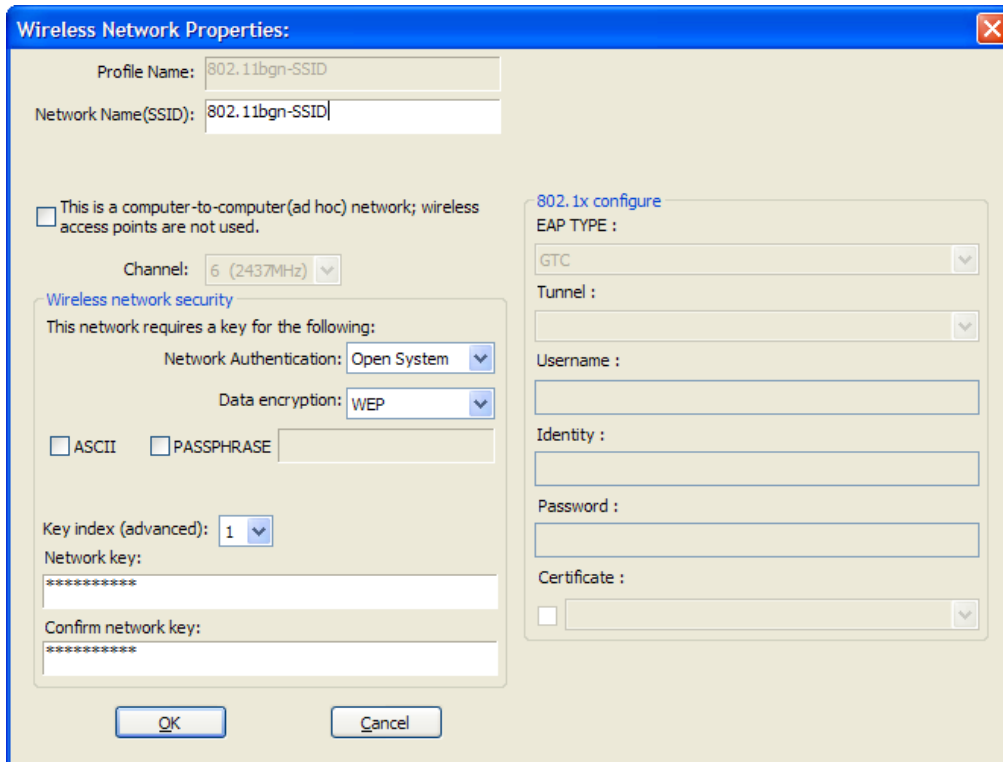 Wireless Network Properties:
Profile Name: 802.11bgn-SSID
Network Name(SSID): 802.11bgn-SSID
This is a computer-to-computer(ad hoc) network; wireless
access points are not used.
Channel: 6 (2437MHz)
Wireless network security
This network requires a key for the following:
Network Authentication: Open System
Data encryption: WEP
ASCII PASSPHRASE
Key index (advanced): 1
Network key:
**********
Confirm network key:
**********
OK Cancel
802.1x configure
EAP TYPE :
GTC
Tunnel :
Username :
Identity :
Password :
Certificate :